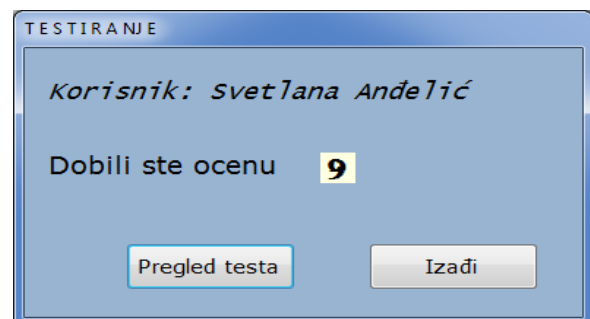 TESTIRANJE
Korisnik: Svetlana Anđelić
Dobili ste ocenu 9
Pregled testa Izađi